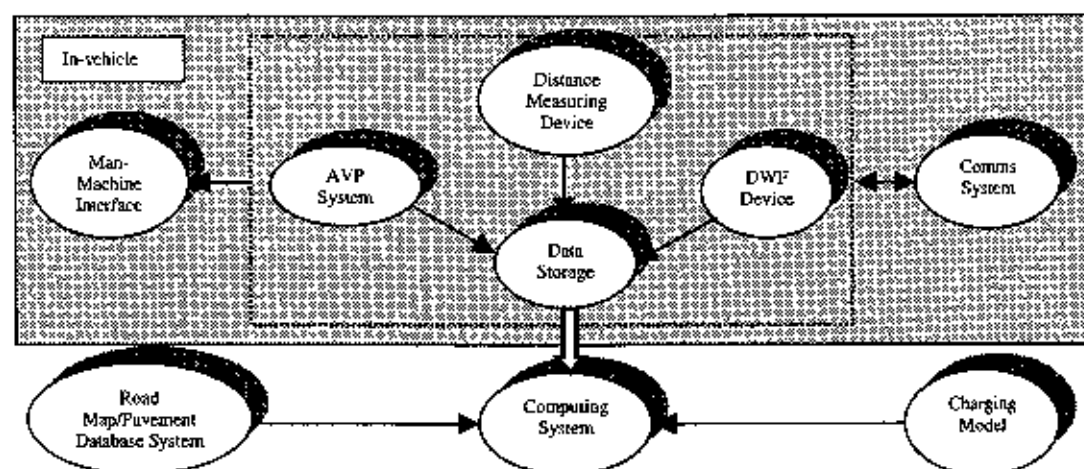 In-vehicle
Distance
Measuring
Device
Man-
Machine
Interface
AVP
System
DWF
Device
Comms
System
Data
Storage
Road
Map/Pavement
Database System
Computing
System
Charging
Model